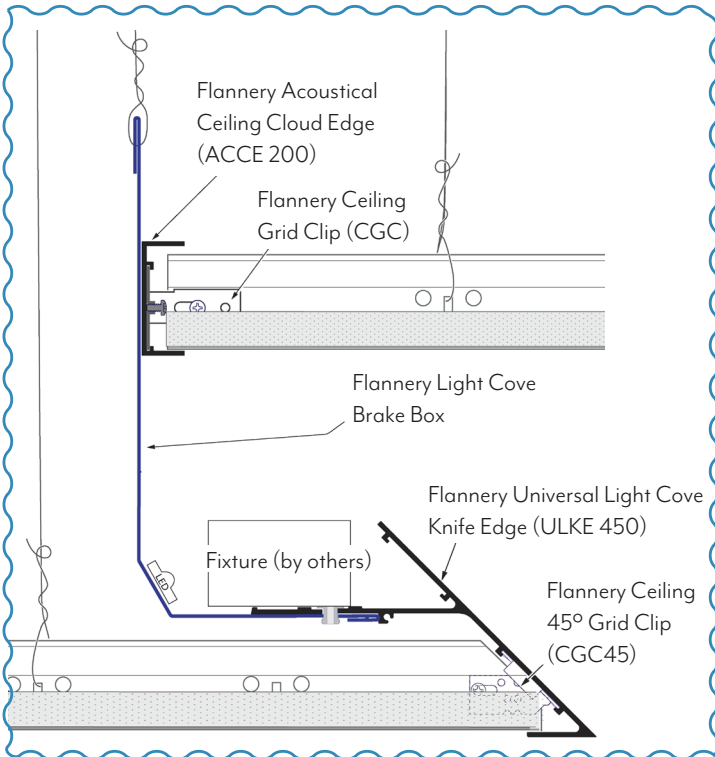 Flannery Acoustical
Ceiling Cloud Edge
(ACCE 200)
Flannery Ceiling
Grid Clip (CGC)
Flannery Light Cove
Brake Box
Flannery Universal Light Cove
Knife Edge (ULKE 450)
Fixture (by others)
LED
Flannery Ceiling
45º Grid Clip
(CGC45)